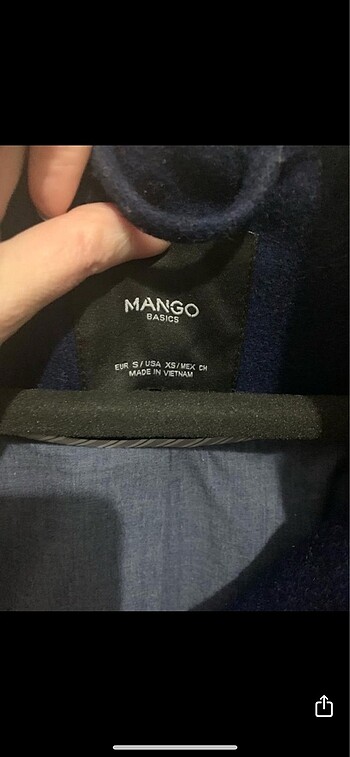 MANGO
BASICS
EUR S / USA XS / MEX CH
MADE IN VIETNAM